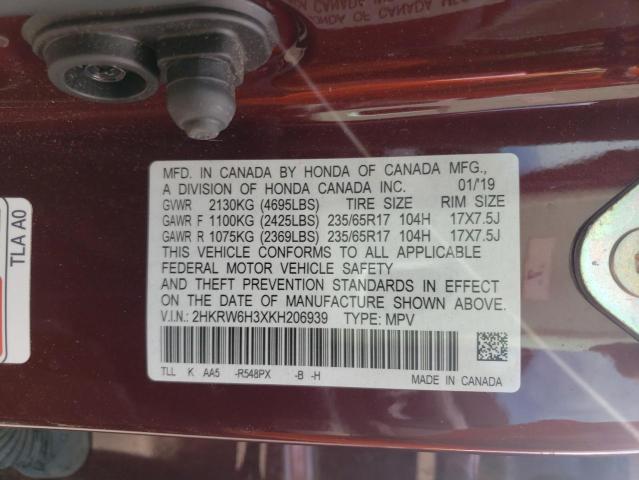 MFD. IN CANADA BY HONDA OF CANADA MFG.,
A DIVISION OF HONDA CANADA INC. 01/19
GVWR 2130KG (4695LBS) TIRE SIZE RIM SIZE
GAWR F 1100KG (2425LBS) 235/65R17 104H 17X7.5J
GAWR R 1075KG (2369LBS) 235/65R17 104H 17X7.5J
THIS VEHICLE CONFORMS TO ALL APPLICABLE
FEDERAL MOTOR VEHICLE SAFETY
AND THEFT PREVENTION STANDARDS IN EFFECT
ON THE DATE OF MANUFACTURE SHOWN ABOVE.
V.I.N.: 2HKRW6H3XKH206939 TYPE: MPV
TLL K AA5 -R548PX -B -H MADE IN CANADA
TLA A0